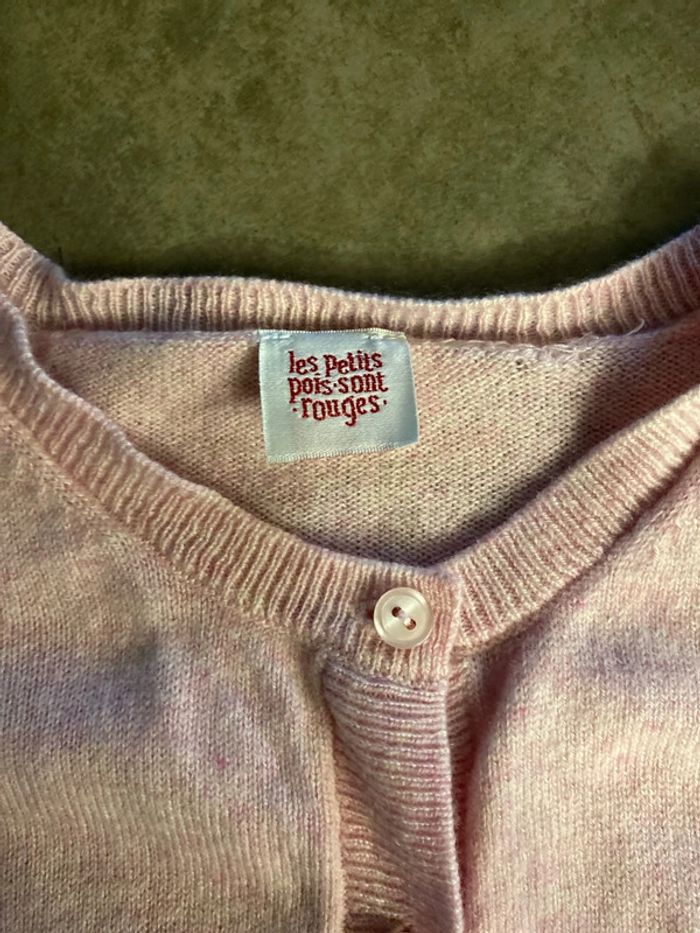 les petits
pois·sont
·rouges·